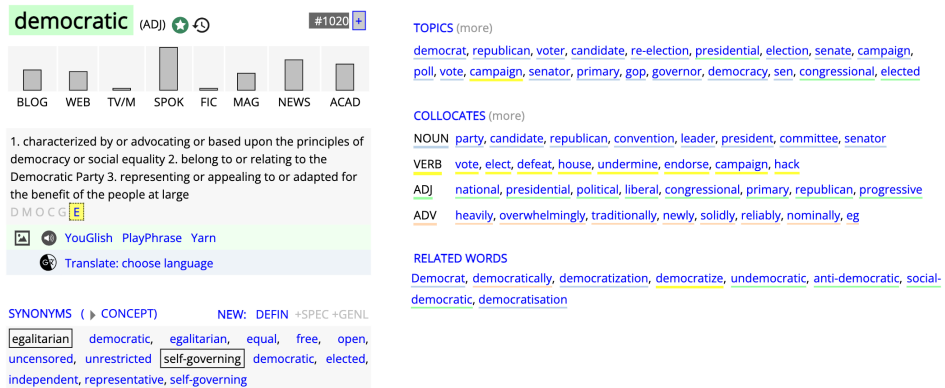 democratic (ADJ) #1020 +
BLOG WEB TV/M SPOK FIC MAG NEWS ACAD
1. characterized by or advocating or based upon the principles of
democracy or social equality 2. belong to or relating to the
Democratic Party 3. representing or appealing to or adapted for
the benefit of the people at large
D M O C G E
YouGlish PlayPhrase Yarn
G Translate: choose language
SYNONYMS ( CONCEPT) NEW: DEFIN +SPEC +GENL
egalitarian democratic, egalitarian, equal, free, open,
uncensored, unrestricted self-governing democratic, elected,
independent, representative, self-governing
TOPICS (more)
democrat, republican, voter, candidate, re-election, presidential, election, senate, campaign,
poll, vote, campaign, senator, primary, gop, governor, democracy, sen, congressional, elected
COLLOCATES (more)
NOUN party, candidate, republican, convention, leader, president, committee, senator
VERB vote, elect, defeat, house, undermine, endorse, campaign, hack
ADJ national, presidential, political, liberal, congressional, primary, republican, progressive
ADV heavily, overwhelmingly, traditionally, newly, solidly, reliably, nominally, eg
RELATED WORDS
Democrat, democratically, democratization, democratize, undemocratic, anti-democratic, social-
democratic, democratisation